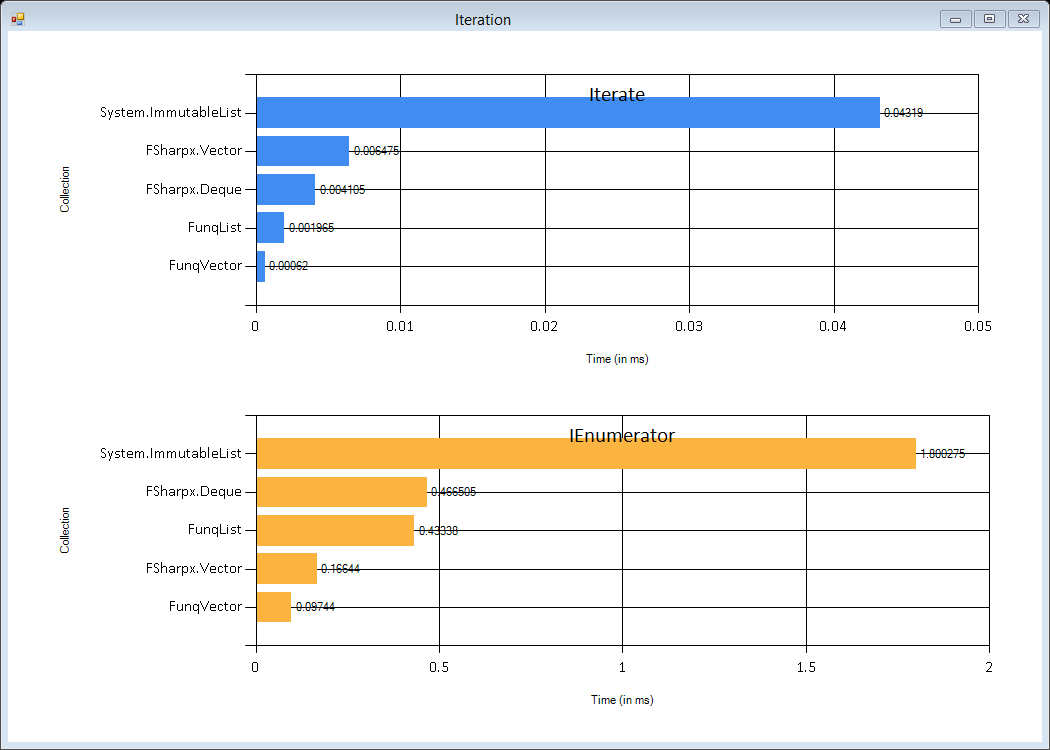 Iteration
Iterate
System.ImmutableList 0.04319
FSharpx.Vector 0.006475
FSharpx.Deque 0.004105
FunqList 0.001965
FunqVector 0.00062
Collection
0 0.01 0.02 0.03 0.04 0.05
Time (in ms)
IEnumerator
System.ImmutableList 1.800275
FSharpx.Deque 0.466505
FunqList 0.43338
FSharpx.Vector 0.16644
FunqVector 0.09744
Collection
0 0.5 1 1.5 2
Time (in ms)